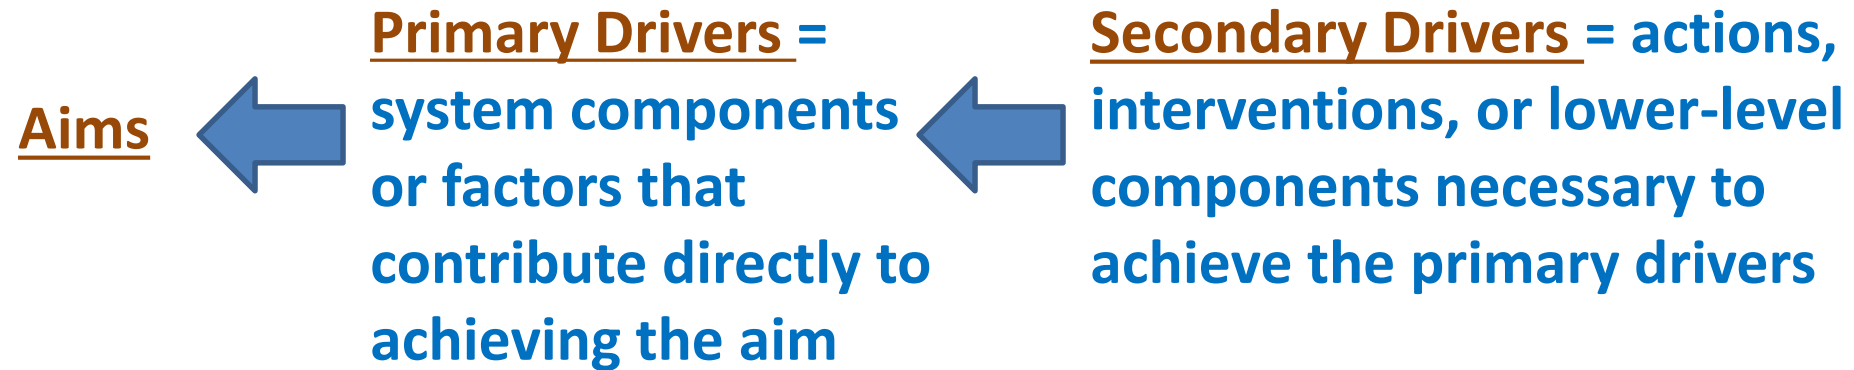 Aims
Primary Drivers =
system components
or factors that
contribute directly to
achieving the aim
Secondary Drivers = actions,
interventions, or lower-level
components necessary to
achieve the primary drivers